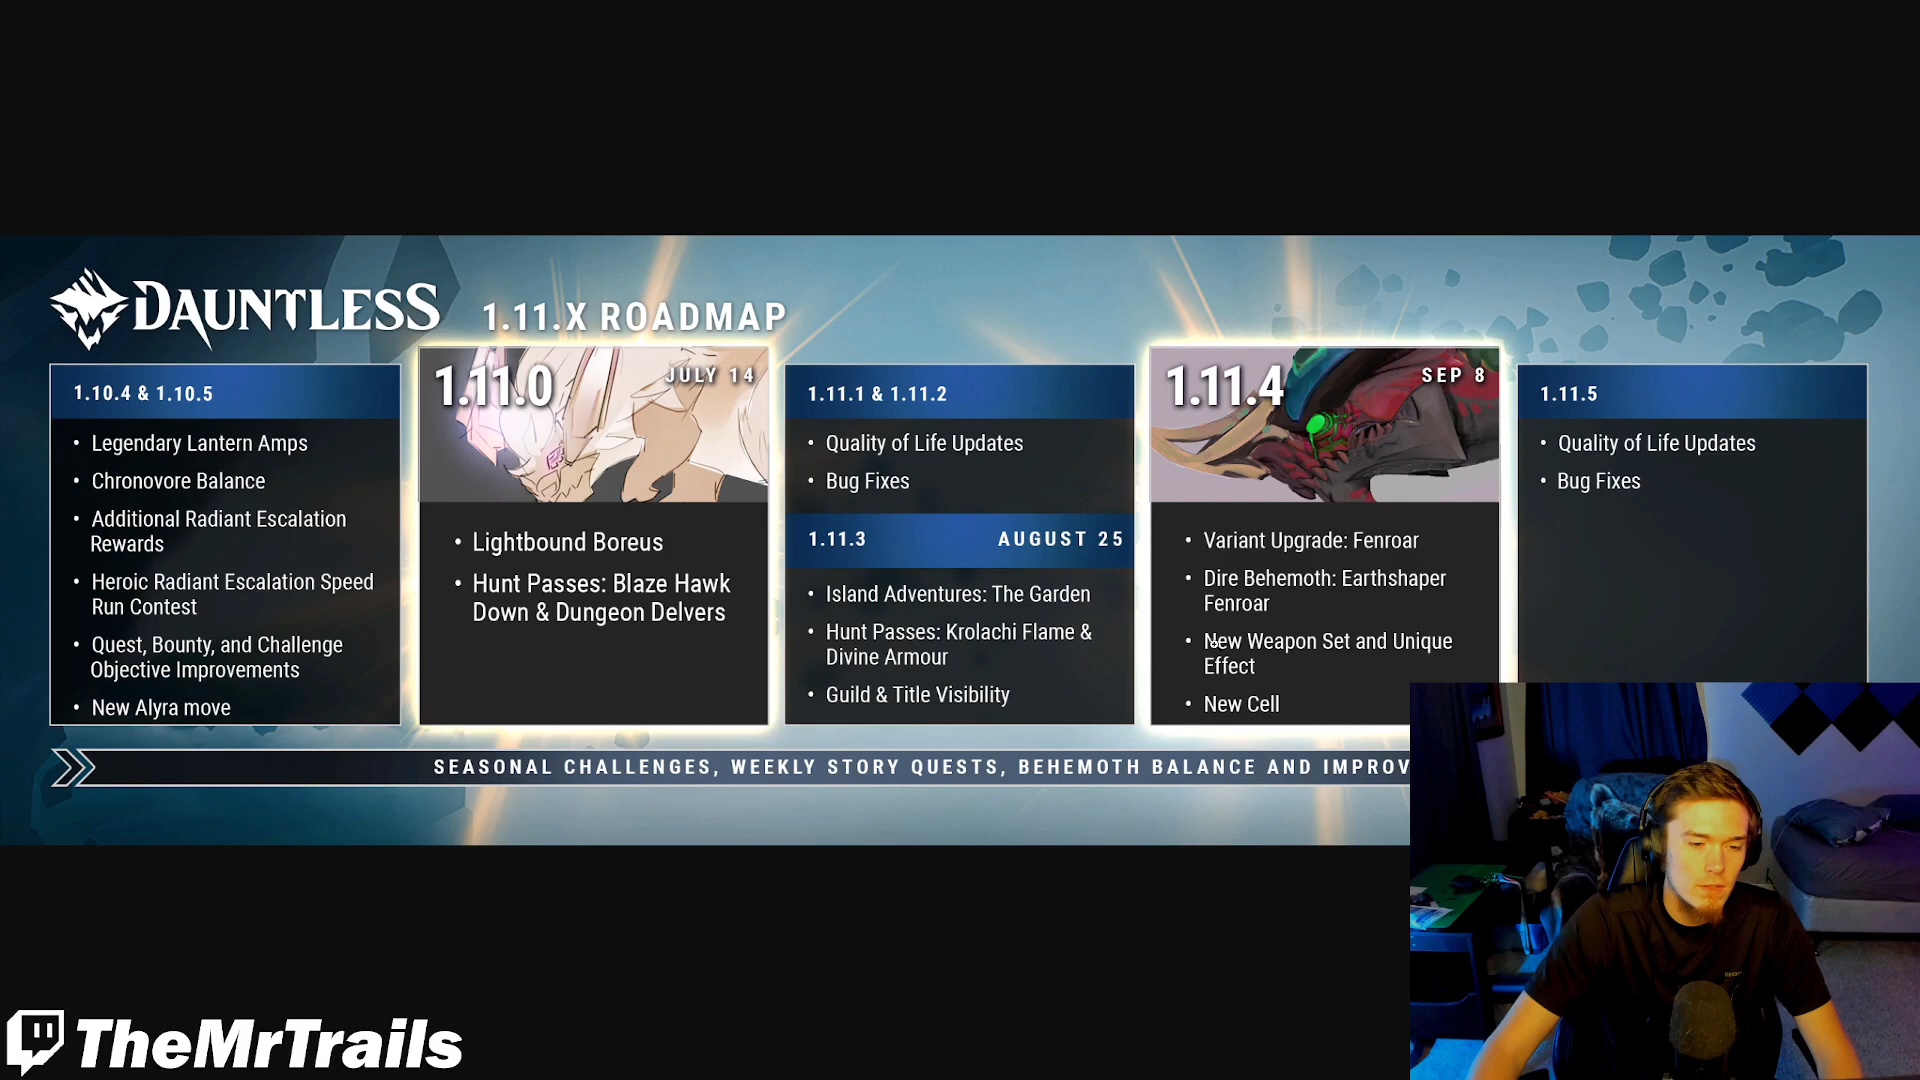 DAUNTLESS
1.11.X ROADMAP
1.10.4 & 1.10.5
• Legendary Lantern Amps
• Chronovore Balance
• Additional Radiant Escalation
Rewards
• Heroic Radiant Escalation Speed
Run Contest
• Quest, Bounty, and Challenge
Objective Improvements
• New Alyra move
1.11.0
JULY 14
• Lightbound Boreus
• Hunt Passes: Blaze Hawk
Down & Dungeon Delvers
1.11.1 & 1.11.2
• Quality of Life Updates
• Bug Fixes
1.11.3
AUGUST 25
• Island Adventures: The Garden
• Hunt Passes: Krolachi Flame &
Divine Armour
• Guild & Title Visibility
1.11.4
SEP 8
• Variant Upgrade: Fenroar
• Dire Behemoth: Earthshaper
Fenroar
• New Weapon Set and Unique
Effect
• New Cell
1.11.5
• Quality of Life Updates
• Bug Fixes
SEASONAL CHALLENGES, WEEKLY STORY QUESTS, BEHEMOTH BALANCE AND IMPROV
TheMrTrails